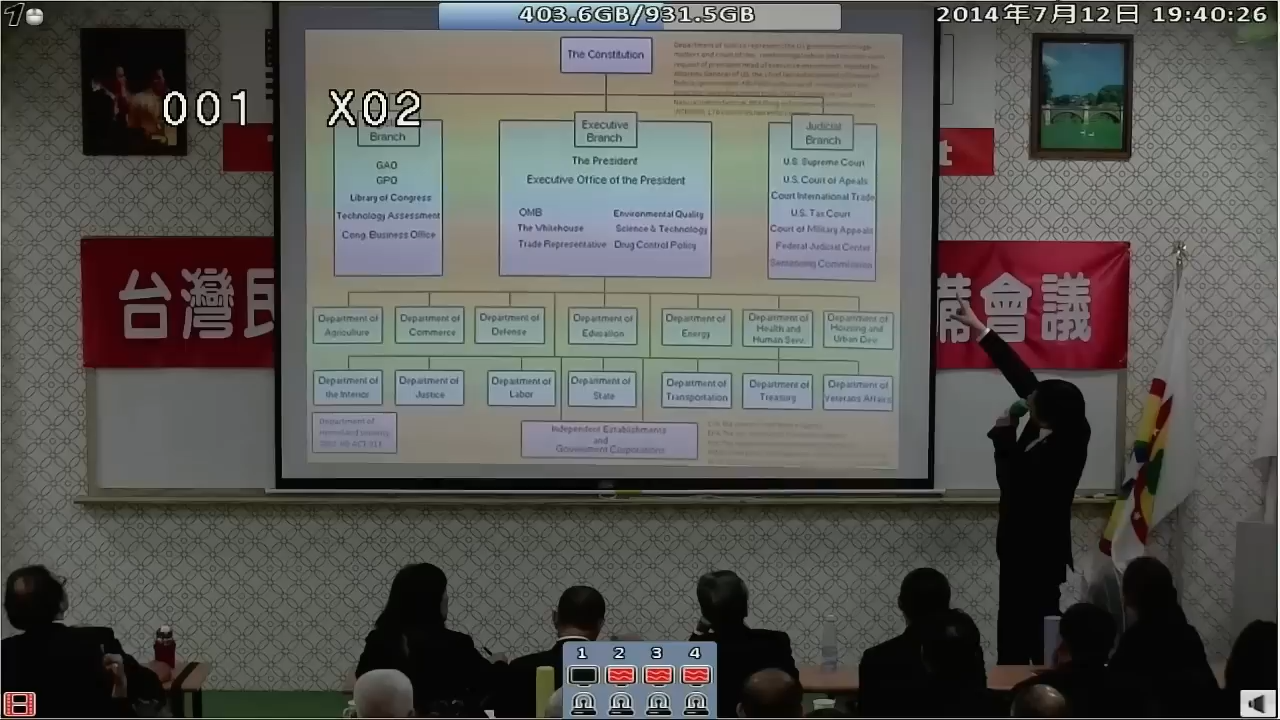 1
403.6GB/931.5GB
2014年7月12日 19:40:26
001 X02
The Constitution
Branch
GAO
GPO
Library of Congress
Technology Assessment
Cong. Business Office
Executive
Branch
The President
Executive Office of the President
OMB
Environmental Quality
The Whitehouse
Science & Technology
Trade Representative
Drug Control Policy
Judicial
Branch
U.S. Supreme Court
U.S. Court of Apeals
Court International Trade
U.S. Tax Court
Court of Military Appeals
Federal Judicial Center
Sentencing Commission
t
台灣民
備會議
Department of
Agriculture
Department of
Commerce
Department of
Defense
Department of
Education
Department of
Energy
Department of
Health and
Human Serv.
Department of
Housing and
Urban Dev.
Department of
the Interior
Department of
Justice
Department of
Labor
Department of
State
Department of
Transportation
Department of
Treasury
Department of
Veterans Affairs
Department of
Independent Establishments
and
Government Corporations
1 2 3 4